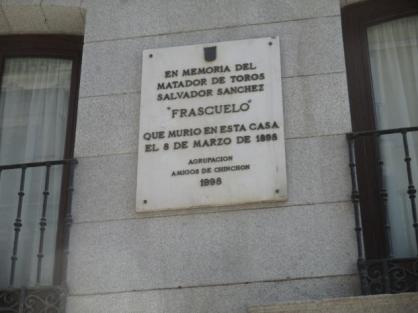 EN MEMORIA DEL
MATADOR DE TOROS
SALVADOR SANCHEZ
"FRASCUELO"
QUE MURIO EN ESTA CASA
EL 8 DE MARZO DE 1898
AGRUPACION
AMIGOS DE CHINCHON
1998